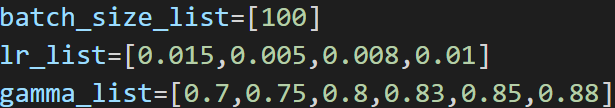 batch_size_list=[100]
lr_list=[0.015,0.005,0.008,0.01]
gamma_list=[0.7,0.75,0.8,0.83,0.85,0.88]